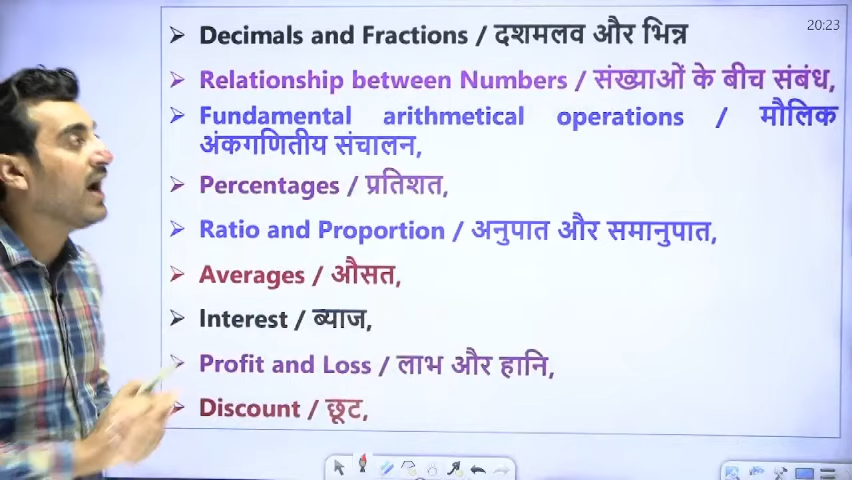 20:23
➢ Decimals and Fractions / दशमलव और भिन्न
➢ Relationship between Numbers / संख्याओं के बीच संबंध,
➢ Fundamental arithmetical operations / मौलिक
अंकगणितीय संचालन,
➢ Percentages / प्रतिशत,
➢ Ratio and Proportion / अनुपात और समानुपात,
➢ Averages / औसत,
➢ Interest / ब्याज,
➢ Profit and Loss / लाभ और हानि,
➢ Discount / छूट,